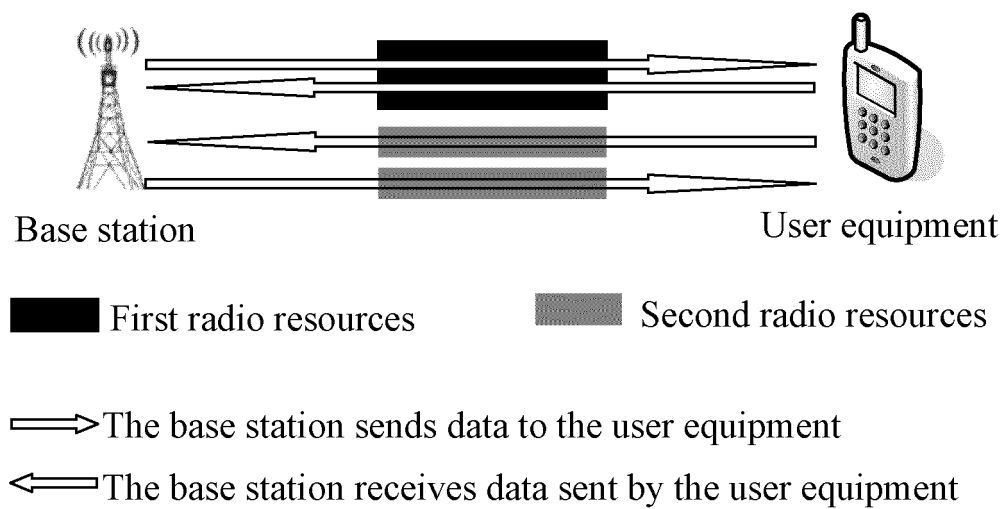 Base station
User equipment
First radio resources
Second radio resources
The base station sends data to the user equipment
The base station receives data sent by the user equipment